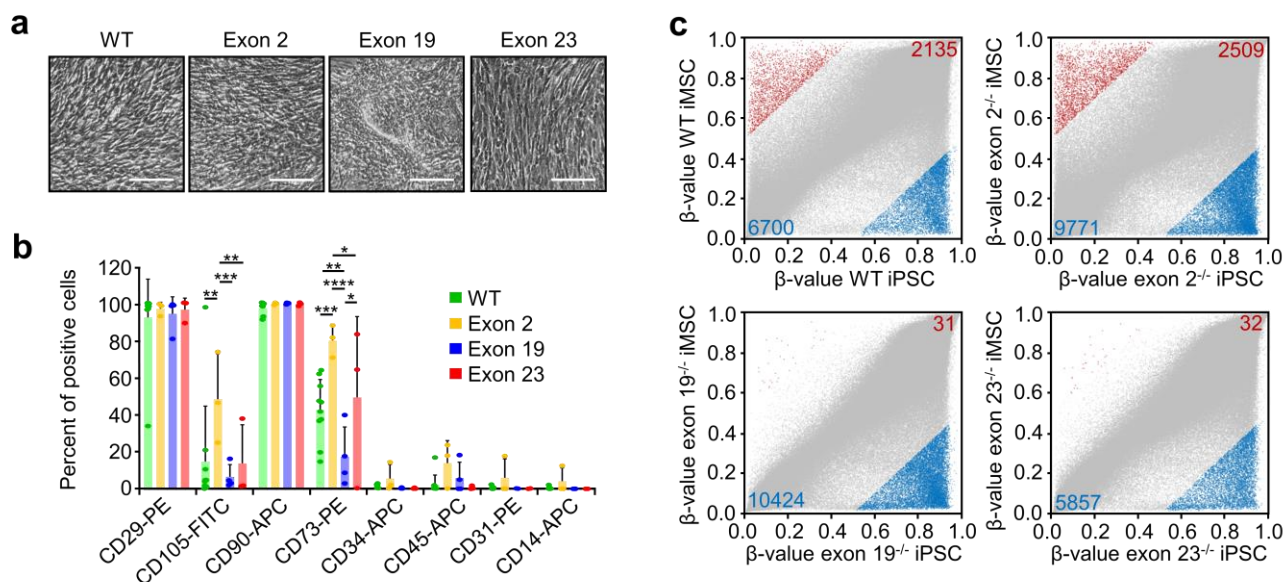 a
WT
Exon 2
Exon 19
Exon 23
b
Percent of positive cells
120
100
80
60
40
20
0
**
***
**
***
**
****
*
*
WT
Exon 2
Exon 19
Exon 23
CD29-PE
CD105-FITC
CD90-APC
CD73-PE
CD34-APC
CD45-APC
CD31-PE
CD14-APC
c
β-value WT iMSC
1.0
0.8
0.6
0.4
0.2
0.0
2135
6700
0.0 0.2 0.4 0.6 0.8 1.0
β-value WT iPSC
β-value exon 2-/- iMSC
1.0
0.8
0.6
0.4
0.2
0.0
2509
9771
0.0 0.2 0.4 0.6 0.8 1.0
β-value exon 2-/- iPSC
β-value exon 19-/- iMSC
1.0
0.8
0.6
0.4
0.2
0.0
31
10424
0.0 0.2 0.4 0.6 0.8 1.0
β-value exon 19-/- iPSC
β-value exon 23-/- iMSC
1.0
0.8
0.6
0.4
0.2
0.0
32
5857
0.0 0.2 0.4 0.6 0.8 1.0
β-value exon 23-/- iPSC